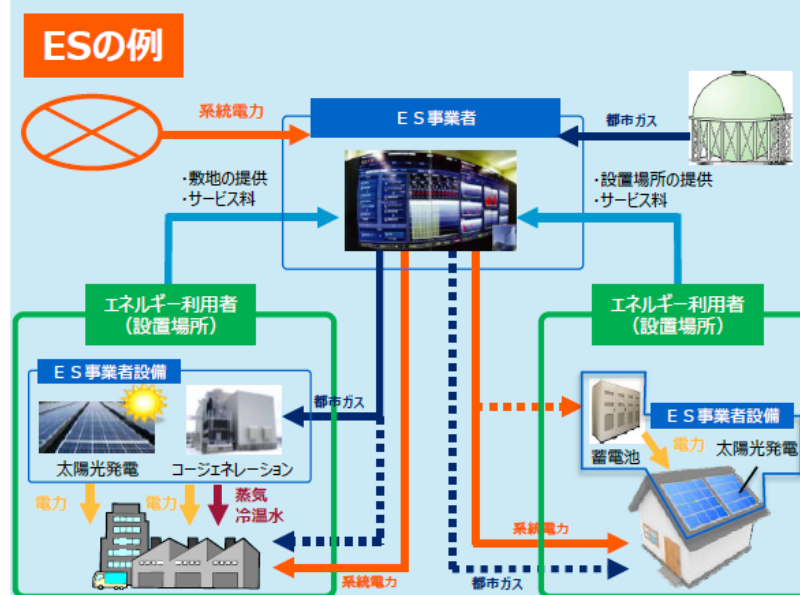 ESの例
系統電力
ＥＳ事業者
都市ガス
・敷地の提供
・サービス料
・設置場所の提供
・サービス料
エネルギー利用者
（設置場所）
エネルギー利用者
（設置場所）
ＥＳ事業者設備
都市ガス
太陽光発電
コージェネレーション
ＥＳ事業者設備
電力
太陽光発電
蓄電池
電力
電力
蒸気
冷温水
系統電力
系統電力
都市ガス